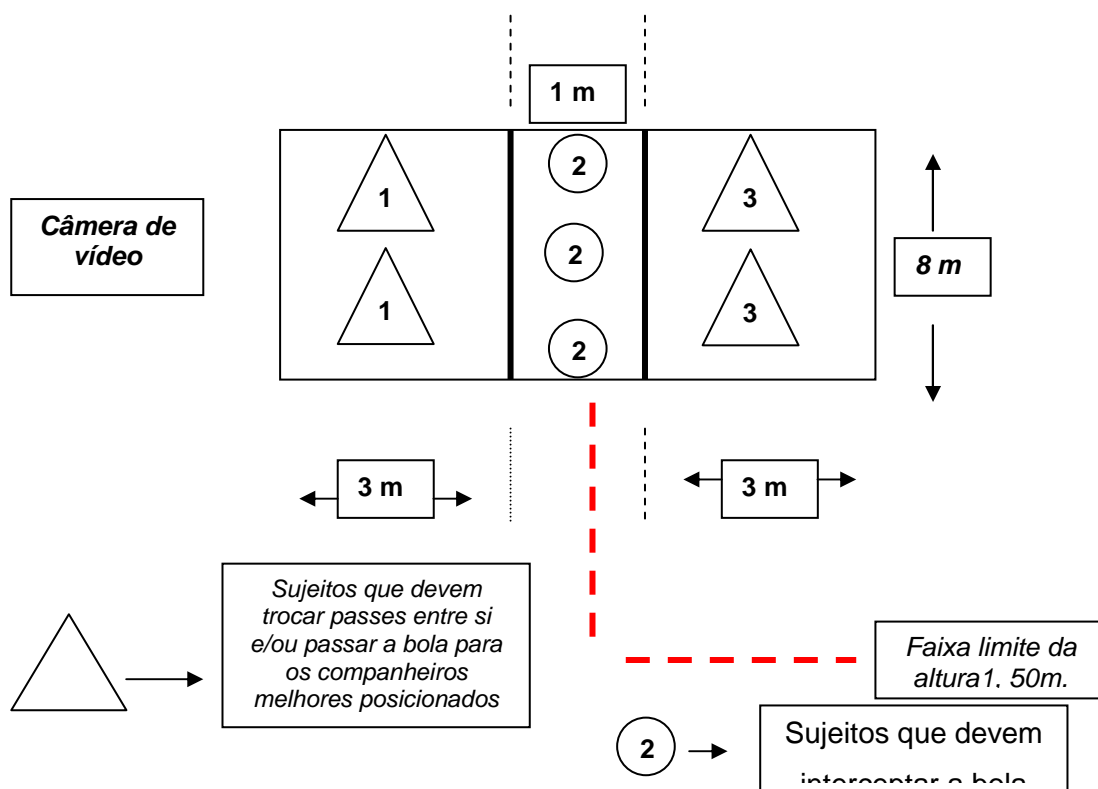 1 m
2
1
3
Câmera de
vídeo
2
8 m
1
3
2
3 m
3 m
Sujeitos que devem
trocar passes entre si
e/ou passar a bola para
os companheiros
melhores posicionados
Faixa limite da
altura1, 50m.
2
Sujeitos que devem
interceptar a bola